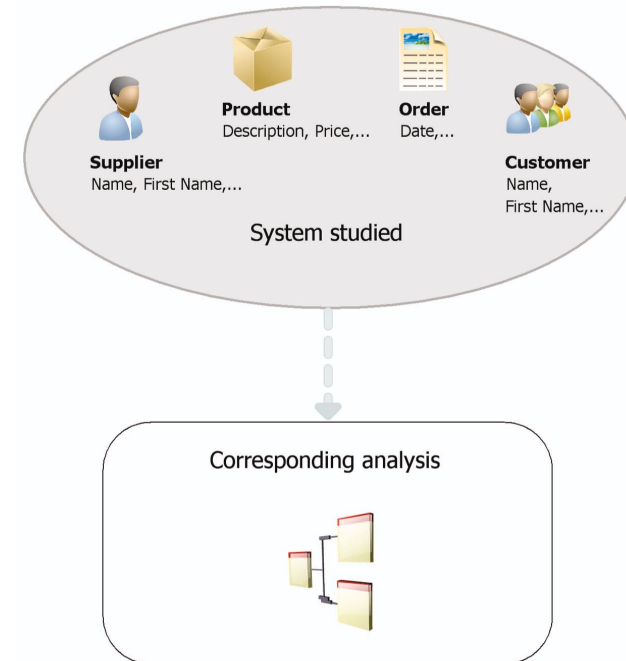 Product
Description, Price,...
Order
Date,...
Supplier
Name, First Name,...
Customer
Name,
First Name,...
System studied
Corresponding analysis